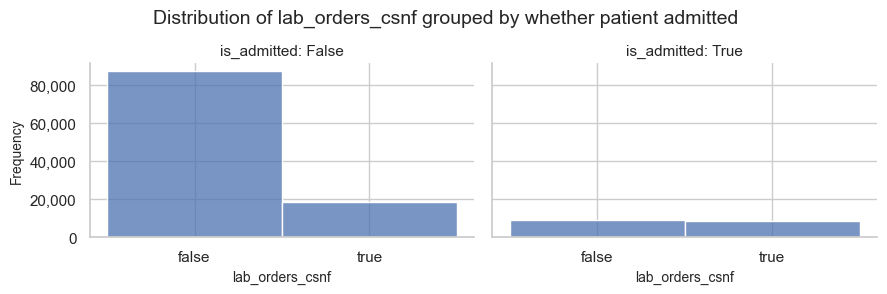 Distribution of lab_orders_csnf grouped by whether patient admitted
is_admitted: False
is_admitted: True
Frequency
80,000
60,000
40,000
20,000
0
false
true
lab_orders_csnf
false
true
lab_orders_csnf